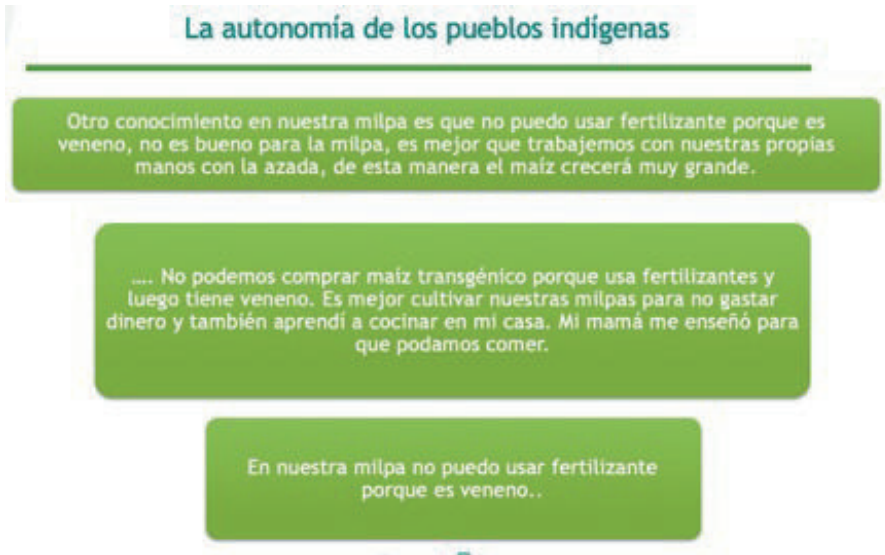 La autonomía de los pueblos indígenas
Otro conocimiento en nuestra milpa es que no puedo usar fertilizante porque es
veneno, no es bueno para la milpa, es mejor que trabajemos con nuestras propias
manos con la azada, de esta manera el maíz crecerá muy grande.
.... No podemos comprar maíz transgénico porque usa fertilizantes y
luego tiene veneno. Es mejor cultivar nuestras milpas para no gastar
dinero y también aprendí a cocinar en mi casa. Mi mamá me enseñó para
que podamos comer.
En nuestra milpa no puedo usar fertilizante
porque es veneno..